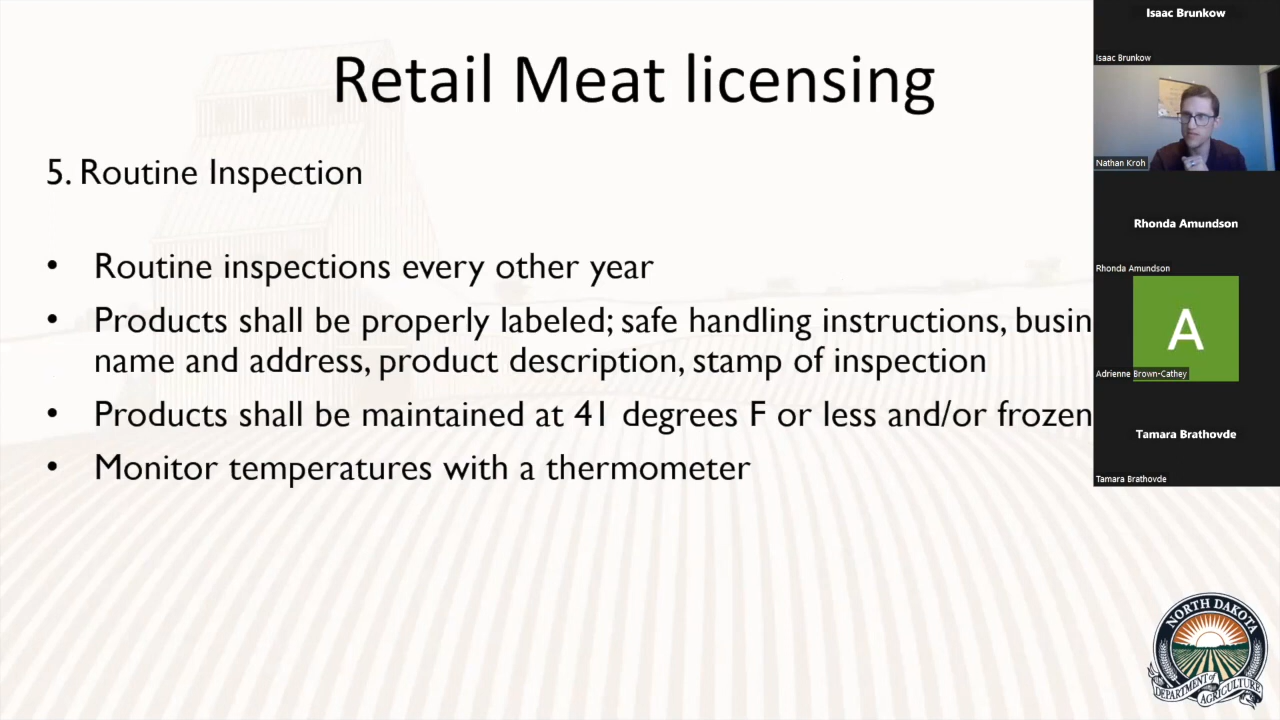 Retail Meat licensing
5. Routine Inspection
• Routine inspections every other year
• Products shall be properly labeled; safe handling instructions, busin
name and address, product description, stamp of inspection
• Products shall be maintained at 41 degrees F or less and/or frozen
• Monitor temperatures with a thermometer
Isaac Brunkow
Isaac Brunkow
Nathan Kroh
Rhonda Amundson
Rhonda Amundson
A
Adrienne Brown-Cathey
Tamara Brathovde
Tamara Brathovde
NORTH DAKOTA
DEPARTMENT OF AGRICULTURE